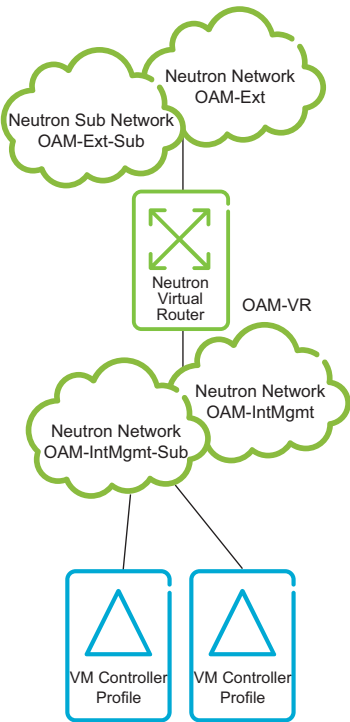 Neutron Network
OAM-Ext
Neutron Sub Network
OAM-Ext-Sub
Neutron
Virtual
Router
OAM-VR
Neutron Network
OAM-IntMgmt
Neutron Network
OAM-IntMgmt-Sub
VM Controller
Profile
VM Controller
Profile